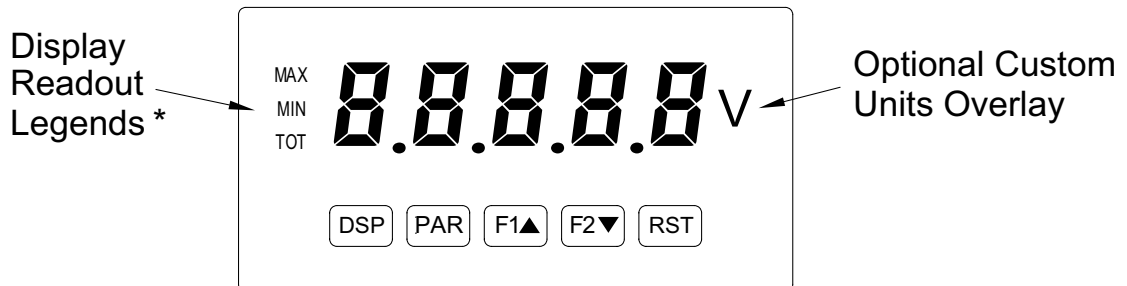 Display
Readout
Legends *
MAX
MIN
TOT
8.8.8.8.8
V
Optional Custom
Units Overlay
DSP PAR F1▲ F2▼ RST